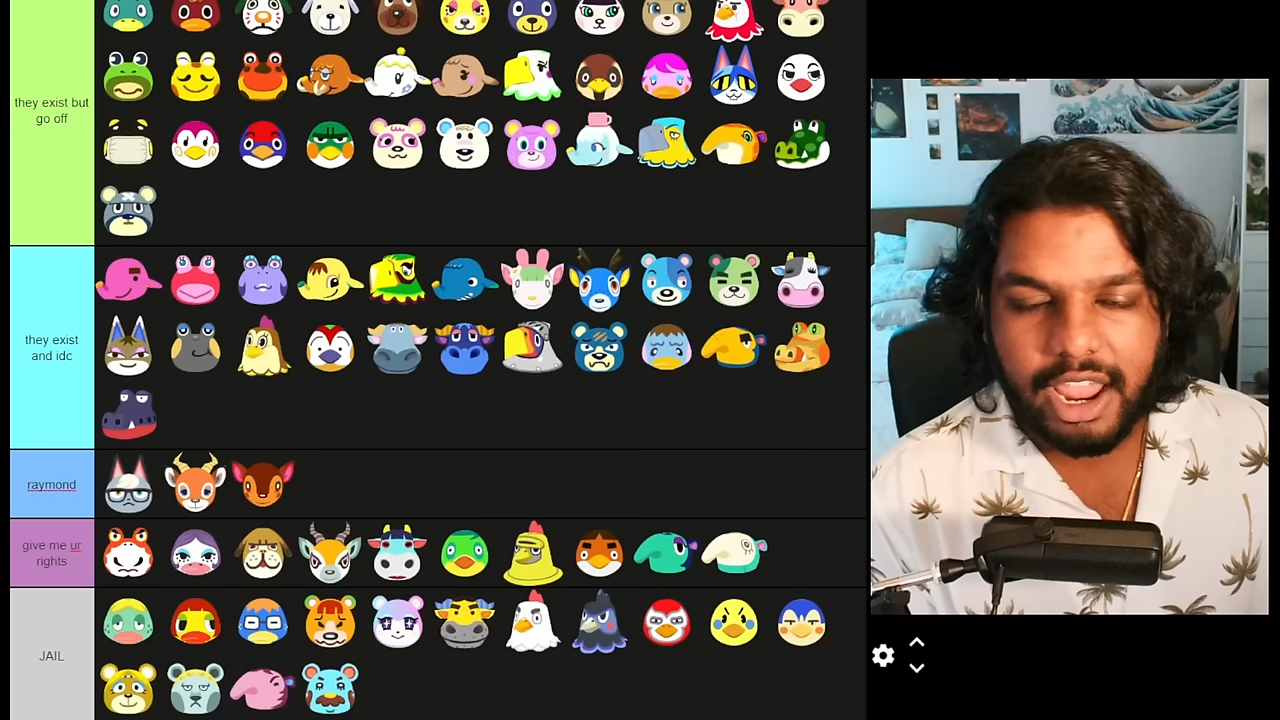 they exist but
go off
they exist
and idc
raymond
give me ur
rights
JAIL